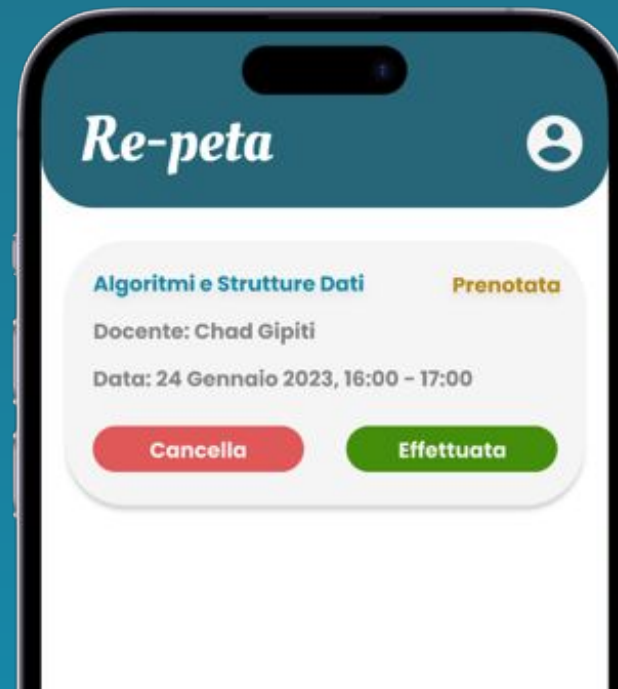 Re-peta
Algoritmi e Strutture Dati Prenotata
Docente: Chad Gipiti
Data: 24 Gennaio 2023, 16:00 - 17:00
Cancella Effettuata